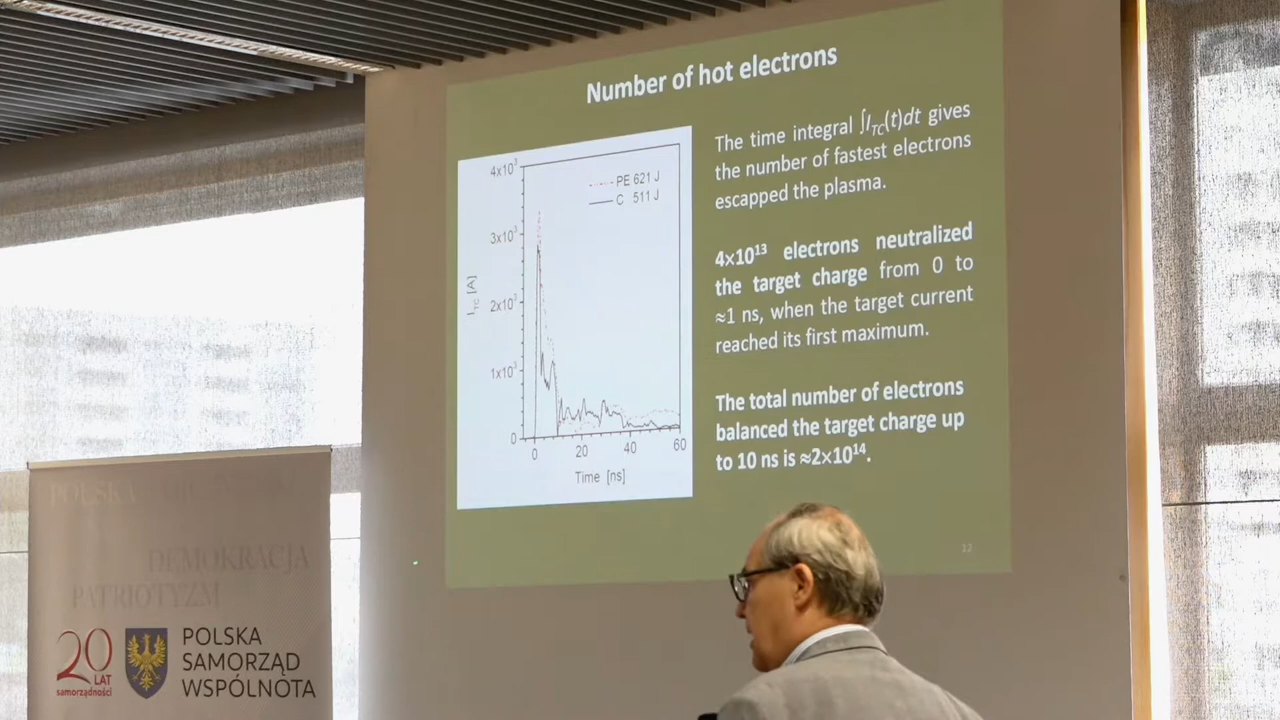 Number of hot electrons
The time integral ∫I_TC(t)dt gives
the number of fastest electrons
escapped the plasma.
4×10¹³ electrons neutralized
the target charge from 0 to
≈1 ns, when the target current
reached its first maximum.
The total number of electrons
balanced the target charge up
to 10 ns is ≈2×10¹⁴.
4x10³
3x10³
2x10³
1x10³
0
I_TC [A]
PE 621 J
C 511 J
0 20 40 60
Time [ns]
12
POLSKA
DEMOKRACJA
PATRIOTYZM
20
LAT
samorządności
POLSKA
SAMORZĄD
WSPÓLNOTA